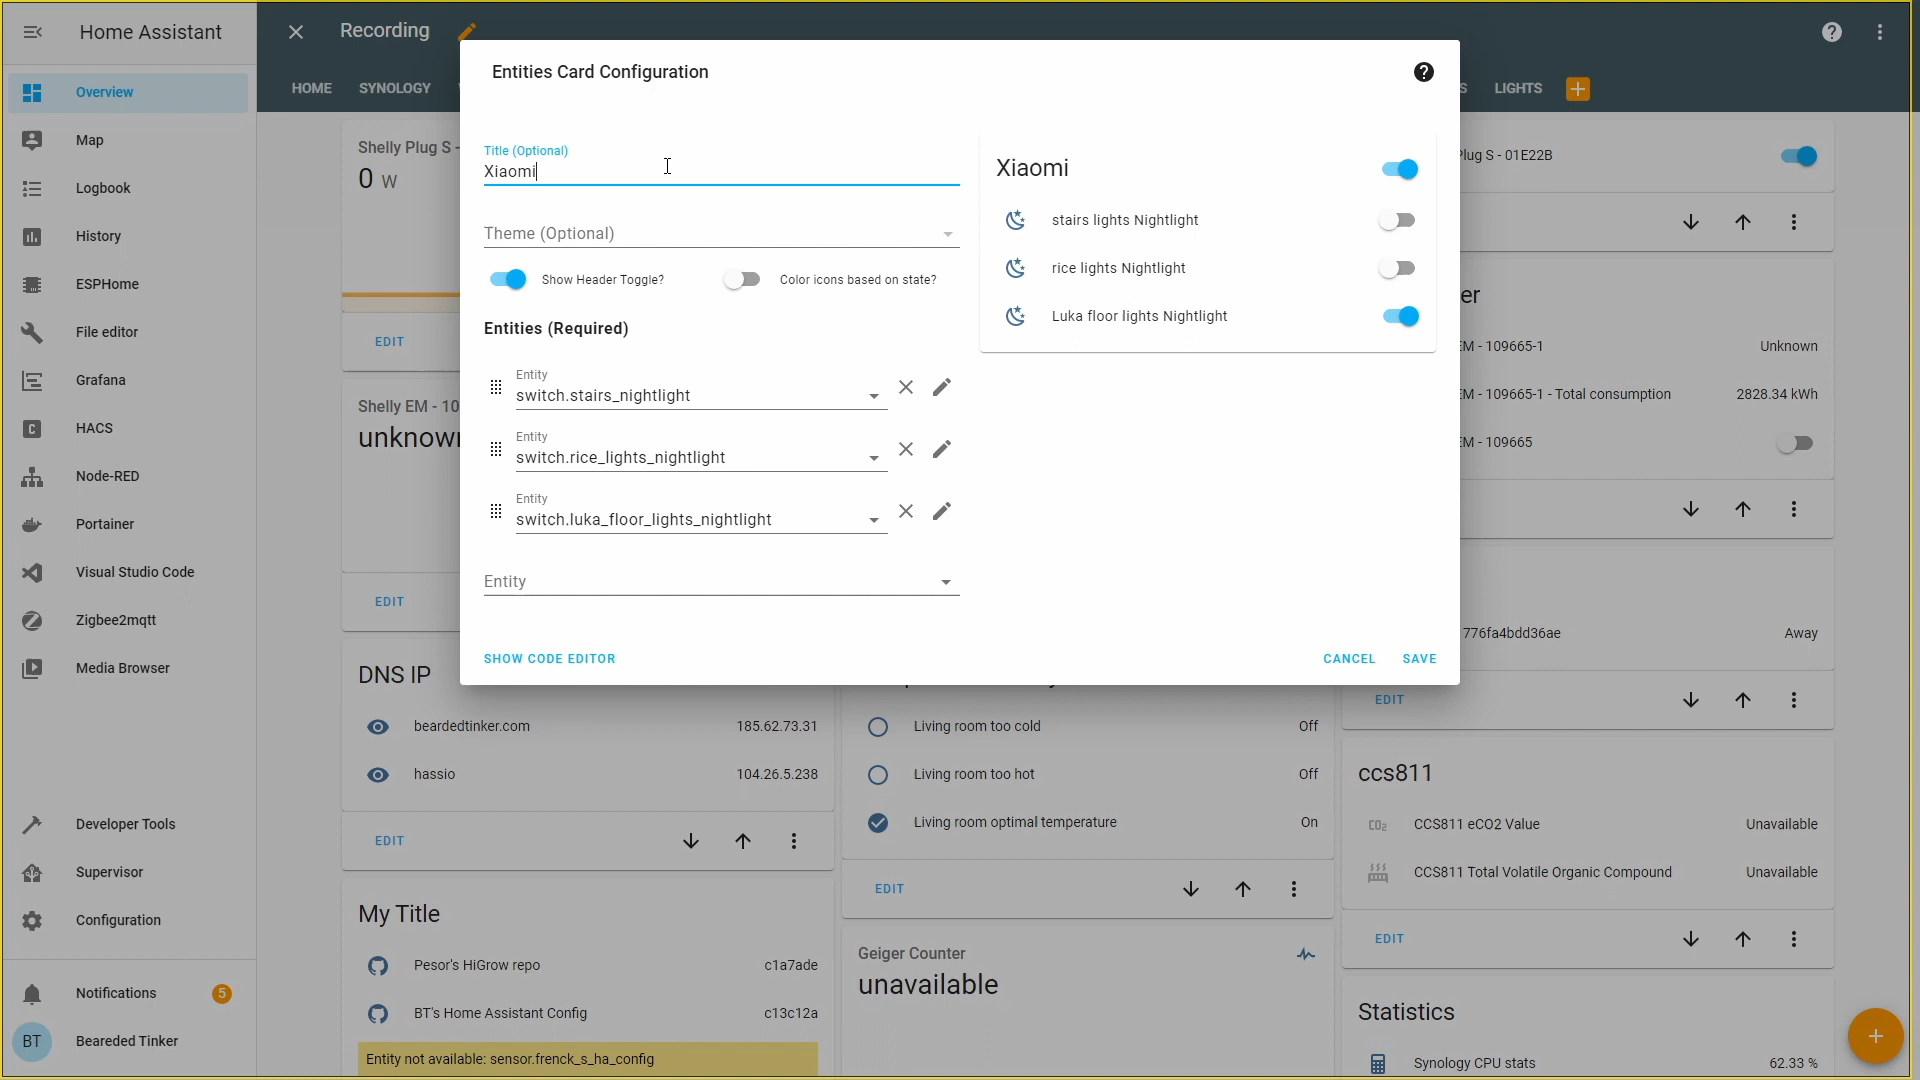 Home Assistant
Recording
HOME
SYNOLOGY
S
LIGHTS
Overview
Map
Logbook
History
ESPHome
File editor
Grafana
HACS
Node-RED
Portainer
Visual Studio Code
Zigbee2mqtt
Media Browser
Developer Tools
Supervisor
Configuration
Notifications
5
BT
Bearded Tinker
Entities Card Configuration
Title (Optional)
Xiaomi
Theme (Optional)
Show Header Toggle?
Color icons based on state?
Entities (Required)
Entity
switch.stairs_nightlight
Entity
switch.rice_lights_nightlight
Entity
switch.luka_floor_lights_nightlight
Entity
SHOW CODE EDITOR
CANCEL
SAVE
Xiaomi
stairs lights Nightlight
rice lights Nightlight
Luka floor lights Nightlight
Shelly Plug S -
0 W
EDIT
Shelly EM - 10
unknown
EDIT
DNS IP
beardedtinker.com 185.62.73.31
hassio 104.26.5.238
EDIT
My Title
Pesor's HiGrow repo c1a7ade
BT's Home Assistant Config c13c12a
Entity not available: sensor.frenck_s_ha_config
Living room too cold Off
Living room too hot Off
Living room optimal temperature On
EDIT
Geiger Counter
unavailable
Plug S - 01E22B
er
EM - 109665-1 Unknown
EM - 109665-1 - Total consumption 2828.34 kWh
EM - 109665
776fa4bdd36ae Away
EDIT
ccs811
CO2 CCS811 eCO2 Value Unavailable
CCS811 Total Volatile Organic Compound Unavailable
EDIT
Statistics
Synology CPU stats 62.33 %